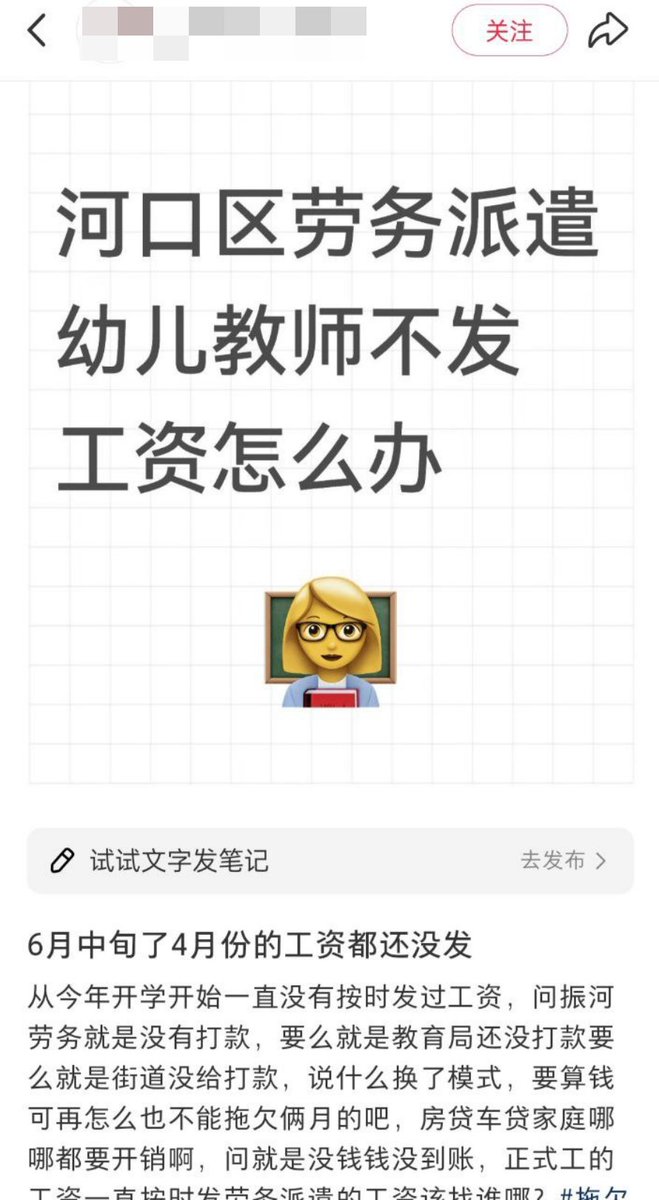 关注
河口区劳务派遣
幼儿教师不发
工资怎么办
试试文字发笔记
去发布
6月中旬了4月份的工资都还没发
从今年开学开始一直没有按时发过工资，问振河
劳务就是没有打款，要么就是教育局还没打款要
么就是街道没给打款，说什么换了模式，要算钱
可再怎么也不能拖欠俩月的吧，房贷车贷家庭哪
哪都要开销啊，问就是没钱钱没到账，正式工的
工资一直按时发劳务派遣的工资该找谁哪？#拖欠